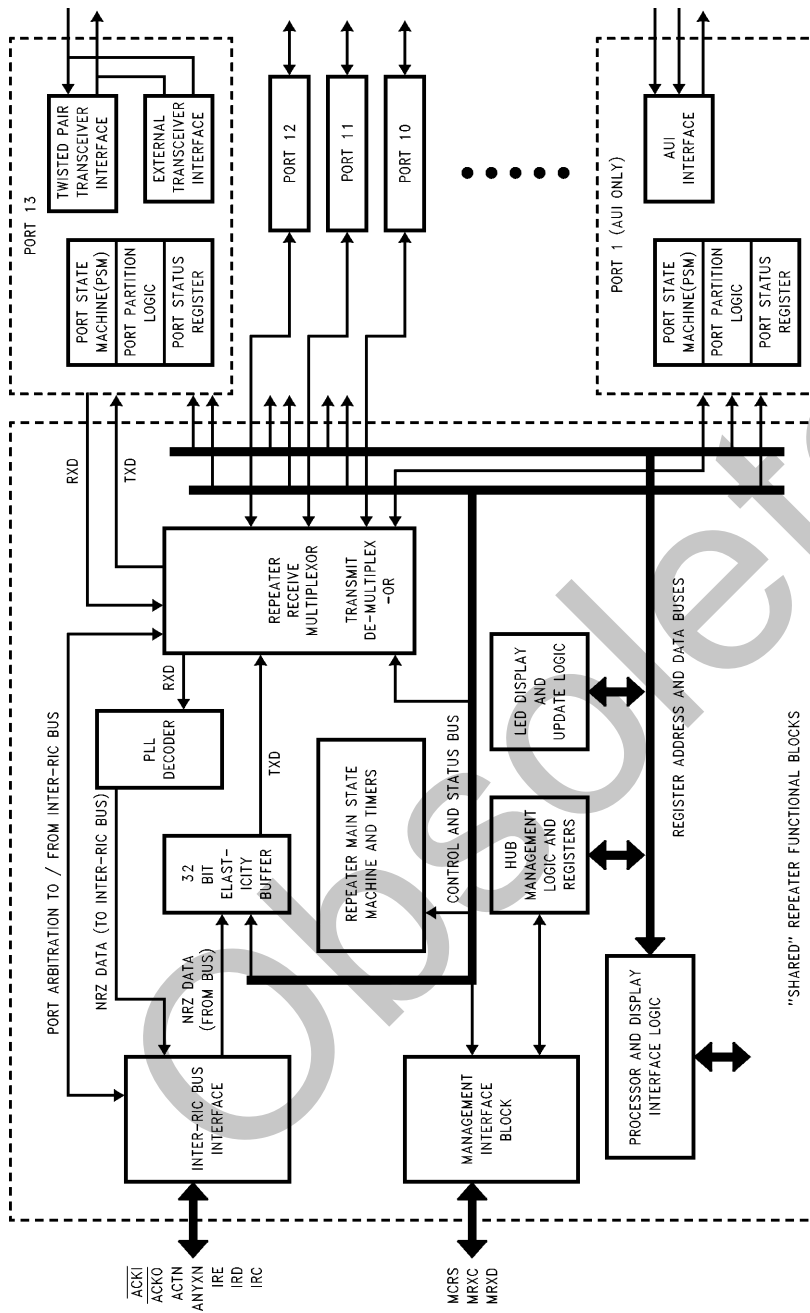 PORT 13
TWISTED PAIR
TRANSCEIVER
INTERFACE
EXTERNAL
TRANSCEIVER
INTERFACE
PORT STATE
MACHINE(PSM)
PORT PARTITION
LOGIC
PORT STATUS
REGISTER
PORT 12
PORT 11
PORT 10
PORT 1 (AUI ONLY)
AUI
INTERFACE
PORT STATE
MACHINE(PSM)
PORT PARTITION
LOGIC
PORT STATUS
REGISTER
RXD
TXD
PORT ARBITRATION TO / FROM INTER-RIC BUS
NRZ DATA (TO INTER-RIC BUS)
NRZ DATA
(FROM BUS)
PLL
DECODER
RXD
REPEATER
RECEIVE
MULTIPLEXOR
TRANSMIT
DE-MULTIPLEX
-OR
32
BIT
ELAST-
ICITY
BUFFER
TXD
REPEATER MAIN STATE
MACHINE AND TIMERS
CONTROL AND STATUS BUS
INTER-RIC BUS
INTERFACE
ACKI
ACKO
ACTN
ANYXN
IRE
IRD
IRC
MANAGEMENT
INTERFACE
BLOCK
MCRS
MRXC
MRXD
HUB
MANAGEMENT
LOGIC AND
REGISTERS
LED DISPLAY
AND
UPDATE LOGIC
REGISTER ADDRESS AND DATA BUSES
PROCESSOR AND DISPLAY
INTERFACE LOGIC
"SHARED" REPEATER FUNCTIONAL BLOCKS
Obsolete